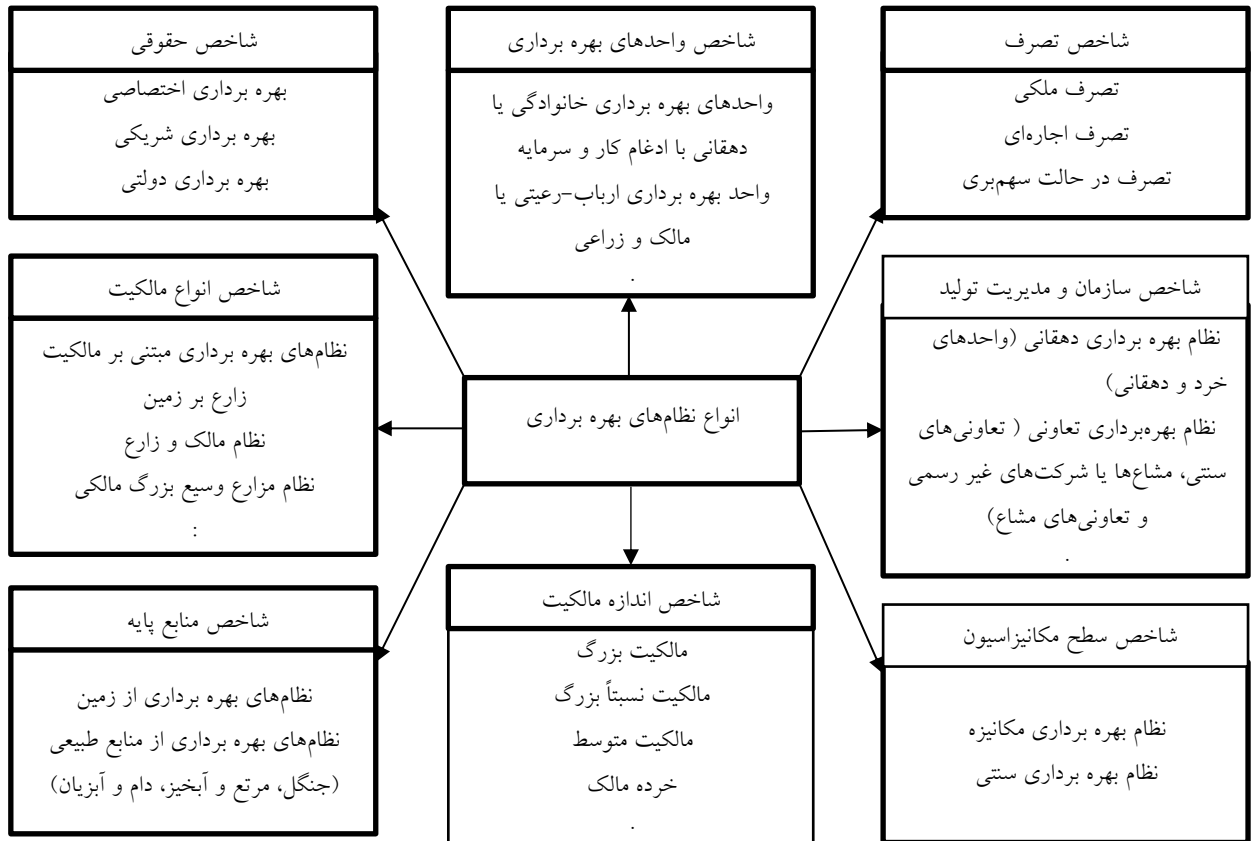 شاخص تصرف
تصرف ملکی
تصرف اجاره‌ای
تصرف در حالت سهم‌بری
شاخص واحدهای بهره برداری
واحدهای بهره برداری خانوادگی یا
دهقانی با ادغام کار و سرمایه
واحد بهره برداری ارباب-رعیتی یا
مالک و زراعی
.
شاخص حقوقی
بهره برداری اختصاصی
بهره برداری شریکی
بهره برداری دولتی
شاخص سازمان و مدیریت تولید
نظام بهره برداری دهقانی (واحدهای
خرد و دهقانی)
نظام بهره‌برداری تعاونی ( تعاونی‌های
سنتی، مشاع‌ها یا شرکت‌های غیر رسمی
و تعاونی‌های مشاع)
.
انواع نظام‌های بهره برداری
شاخص انواع مالکیت
نظام‌های بهره برداری مبتنی بر مالکیت
زارع بر زمین
نظام مالک و زارع
نظام مزارع وسیع بزرگ مالکی
:
شاخص سطح مکانیزاسیون
نظام بهره برداری مکانیزه
نظام بهره برداری سنتی
شاخص اندازه مالکیت
مالکیت بزرگ
مالکیت نسبتاً بزرگ
مالکیت متوسط
خرده مالک
.
شاخص منابع پایه
نظام‌های بهره برداری از زمین
نظام‌های بهره برداری از منابع طبیعی
(جنگل، مرتع و آبخیز، دام و آبزیان)